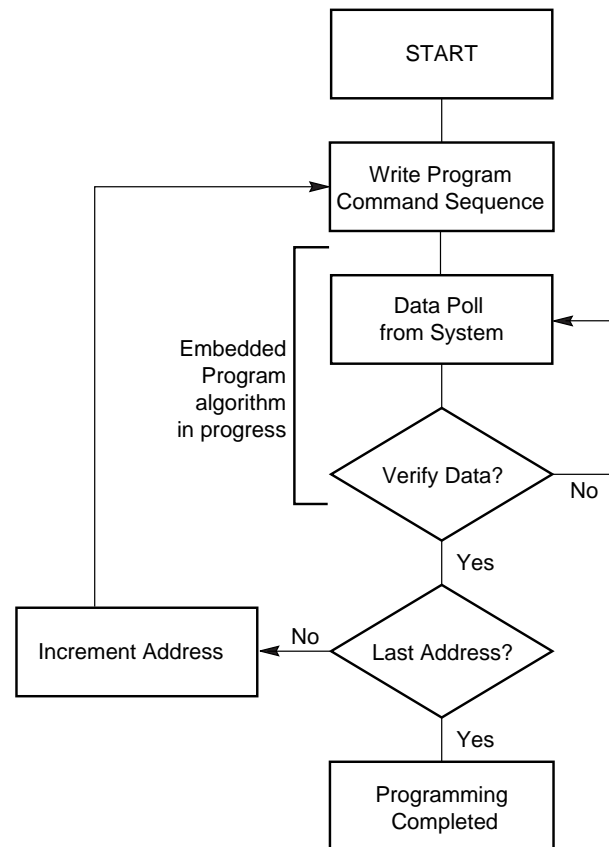 START
Write Program
Command Sequence
Data Poll
from System
Embedded
Program
algorithm
in progress
Verify Data?
No
Yes
Increment Address
No
Last Address?
Yes
Programming
Completed